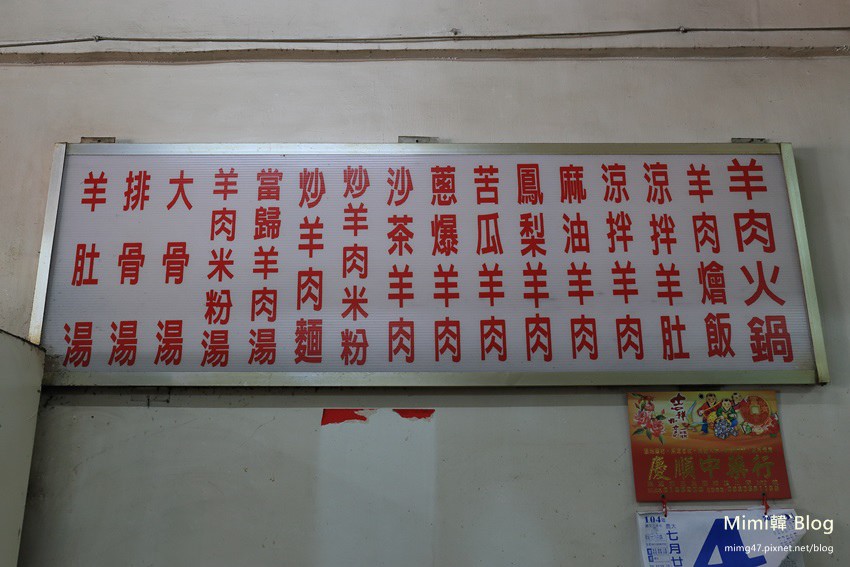 羊肉火鍋
羊肉燴飯
涼拌羊肚
涼拌羊肉
麻油羊肉
鳳梨羊肉
苦瓜羊肉
蔥爆羊肉
沙茶羊肉
炒羊肉米粉
炒羊肉麵
當歸羊肉湯
羊肉米粉湯
大骨湯
排骨湯
羊肚湯
慶順中藥行
104
七月廿
Mimi韓 Blog
mimg47.pixnet.net/blog